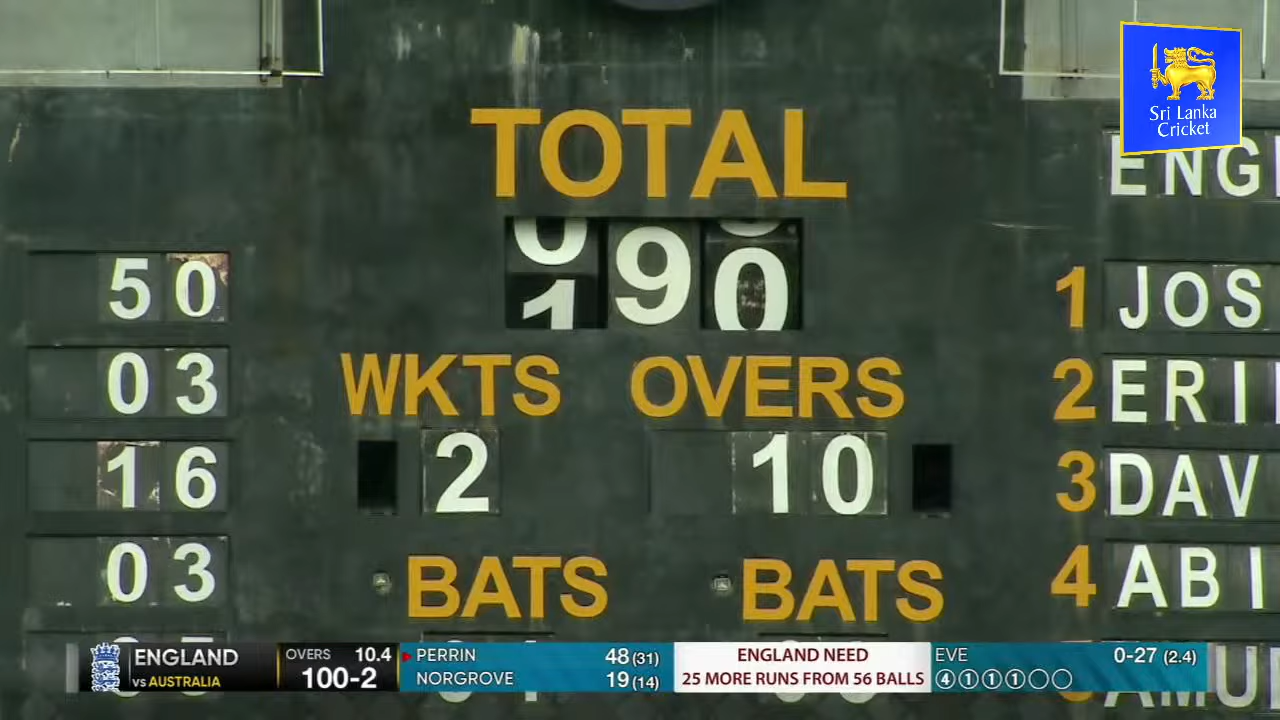 Sri Lanka
Cricket
TOTAL
190
50
03
16
03
WKTS OVERS
2 10
BATS BATS
ENG
1 JOS
2 ERI
3 DAV
4 ABI
ENGLAND
vs AUSTRALIA
OVERS 10.4
100-2
PERRIN 48 (31)
NORGROVE 19 (14)
ENGLAND NEED
25 MORE RUNS FROM 56 BALLS
EVE 0-27 (2.4)
4 1 1 1